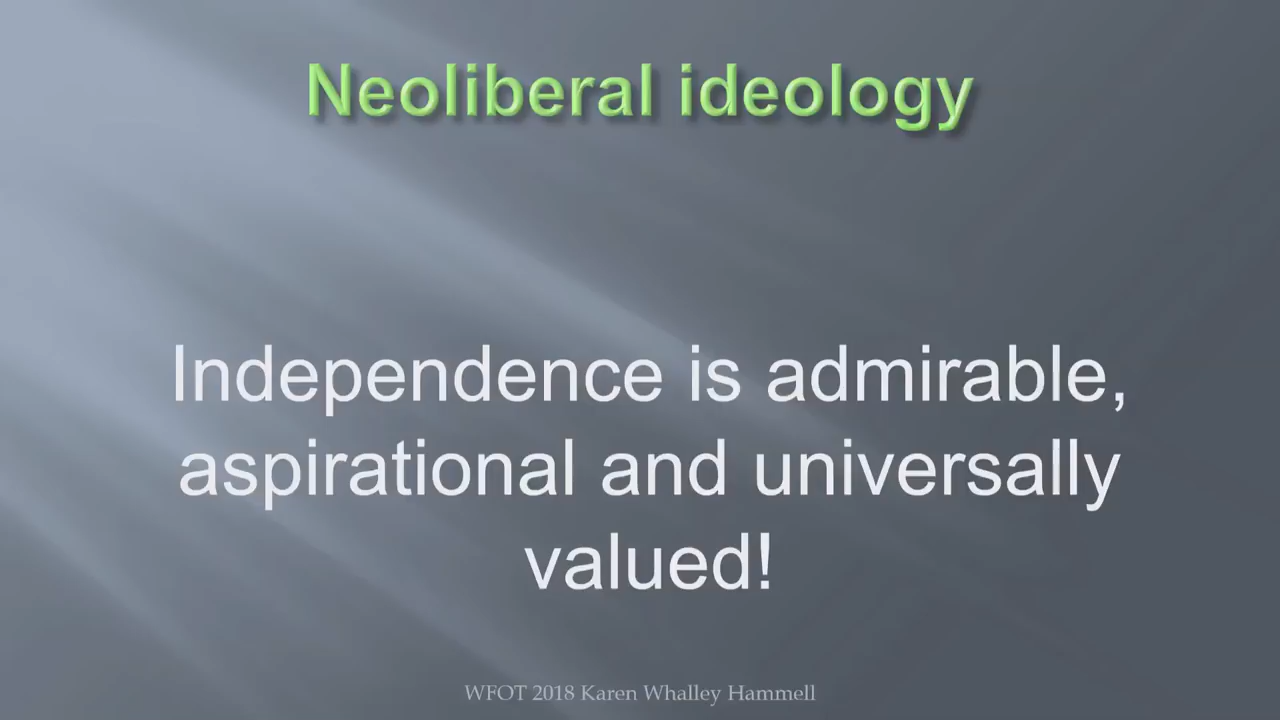 Neoliberal ideology
Independence is admirable,
aspirational and universally
valued!
WFOT 2018 Karen Whalley Hammell